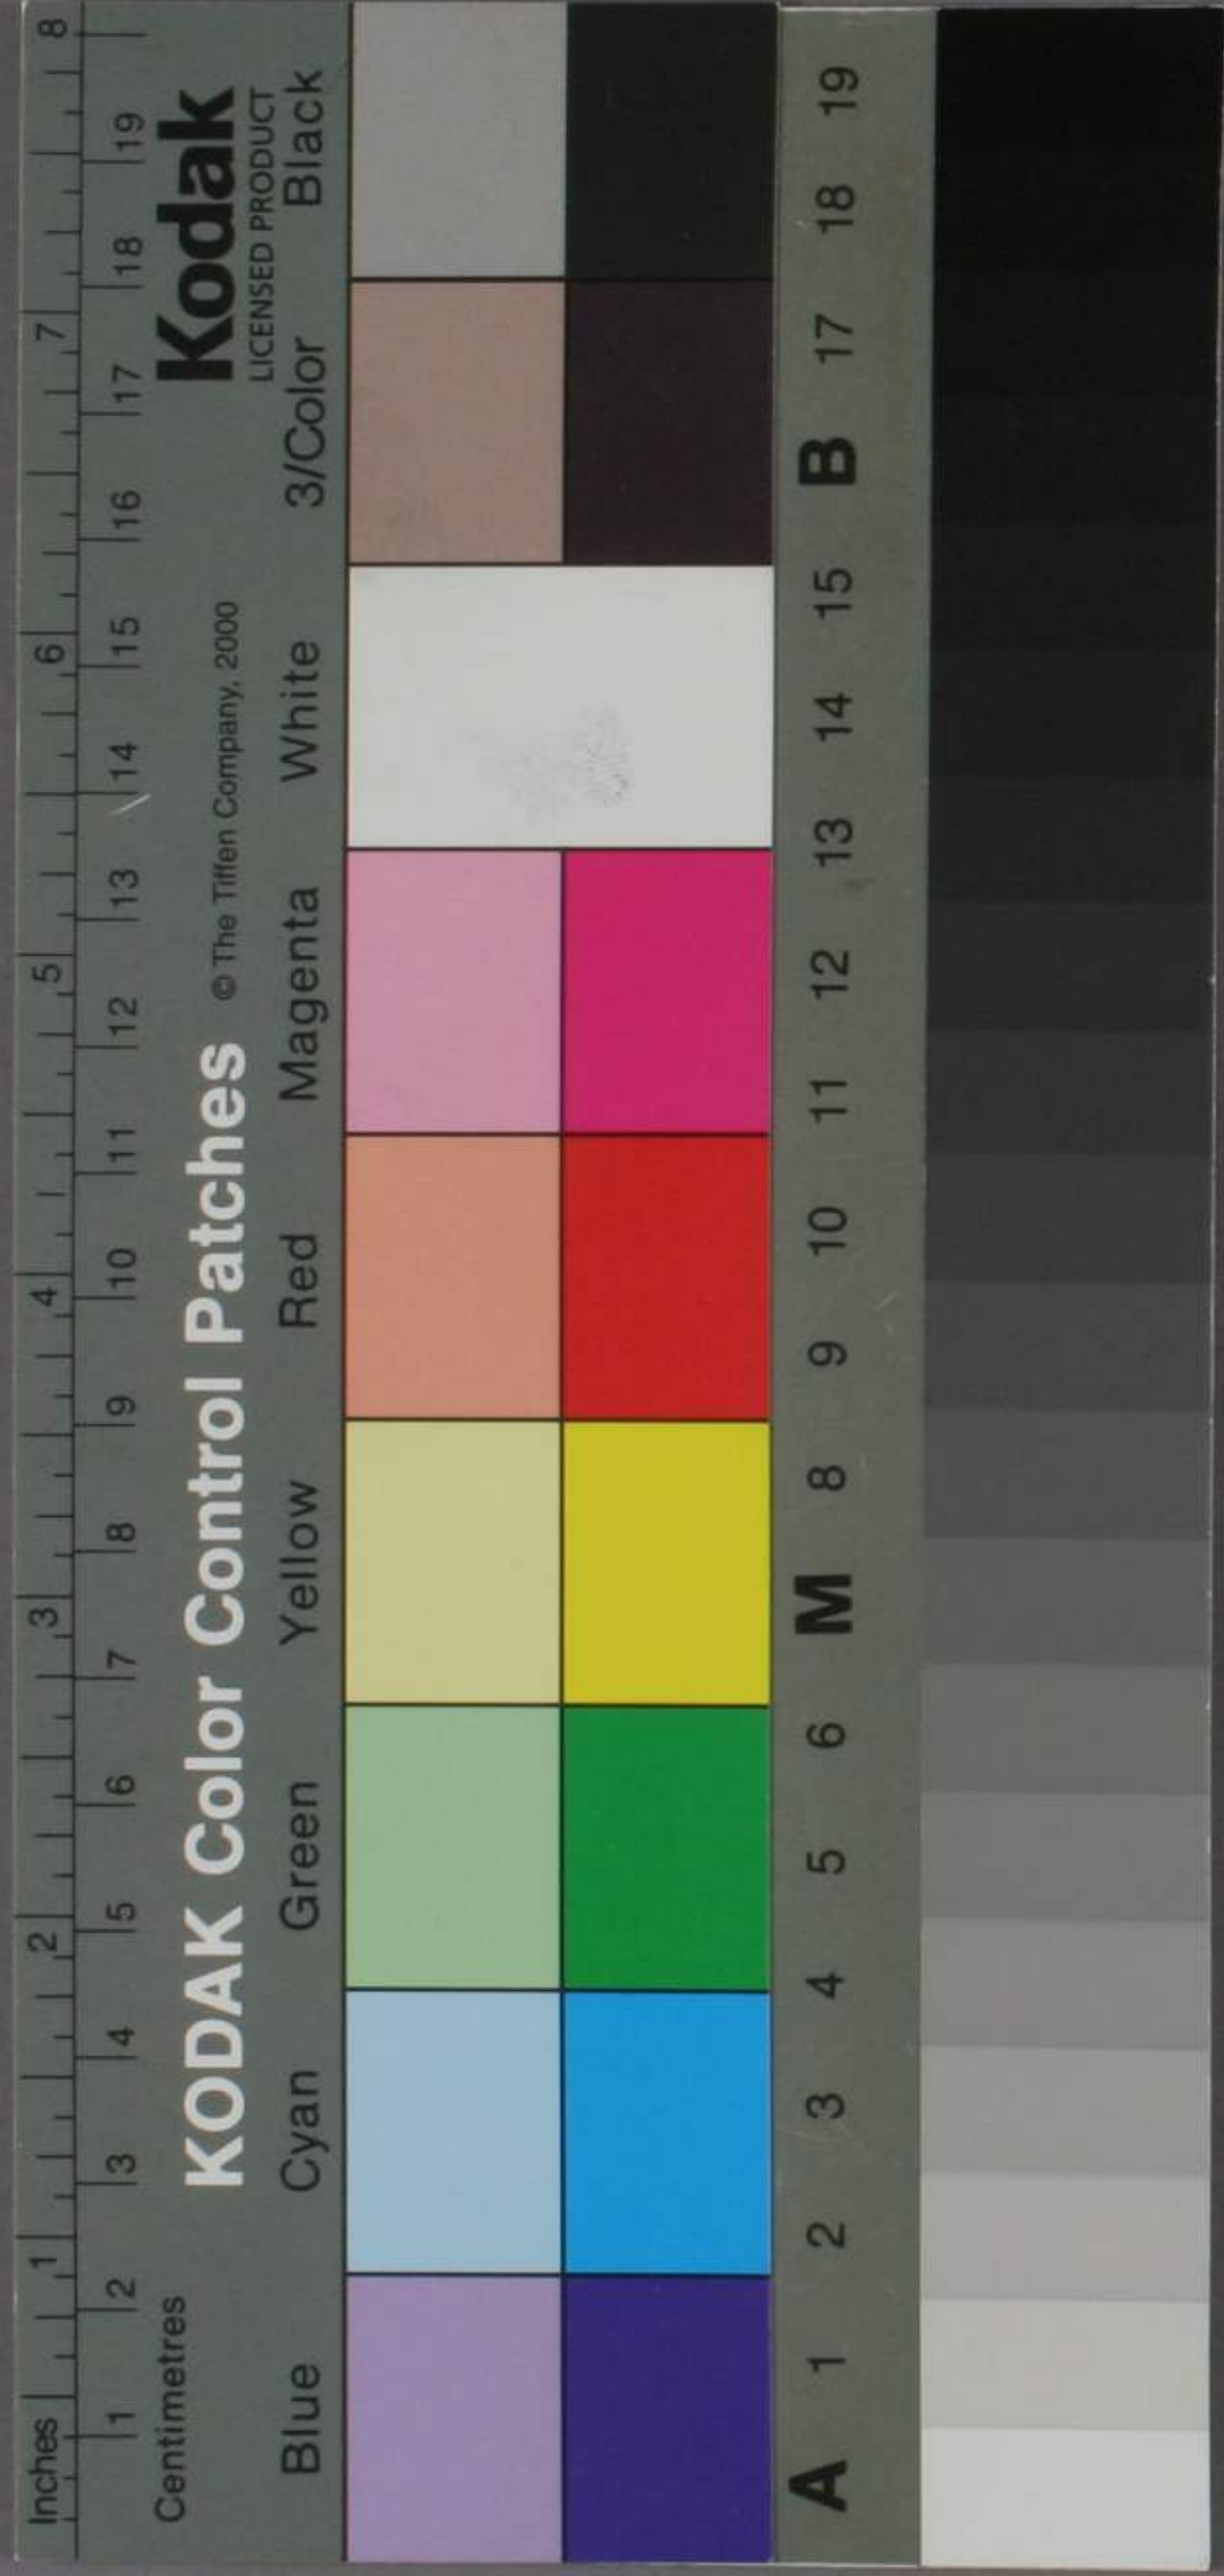 Inches 1 2 3 4 5 6 7 8
1 2 3 4 5 6 7 8 9 10 11 12 13 14 15 16 17 18 19
Centimetres
KODAK Color Control Patches © The Tiffen Company, 2000
Kodak
LICENSED PRODUCT
Blue Cyan Green Yellow Red Magenta White 3/Color Black
A 1 2 3 4 5 6 M 8 9 10 11 12 13 14 15 B 17 18 19